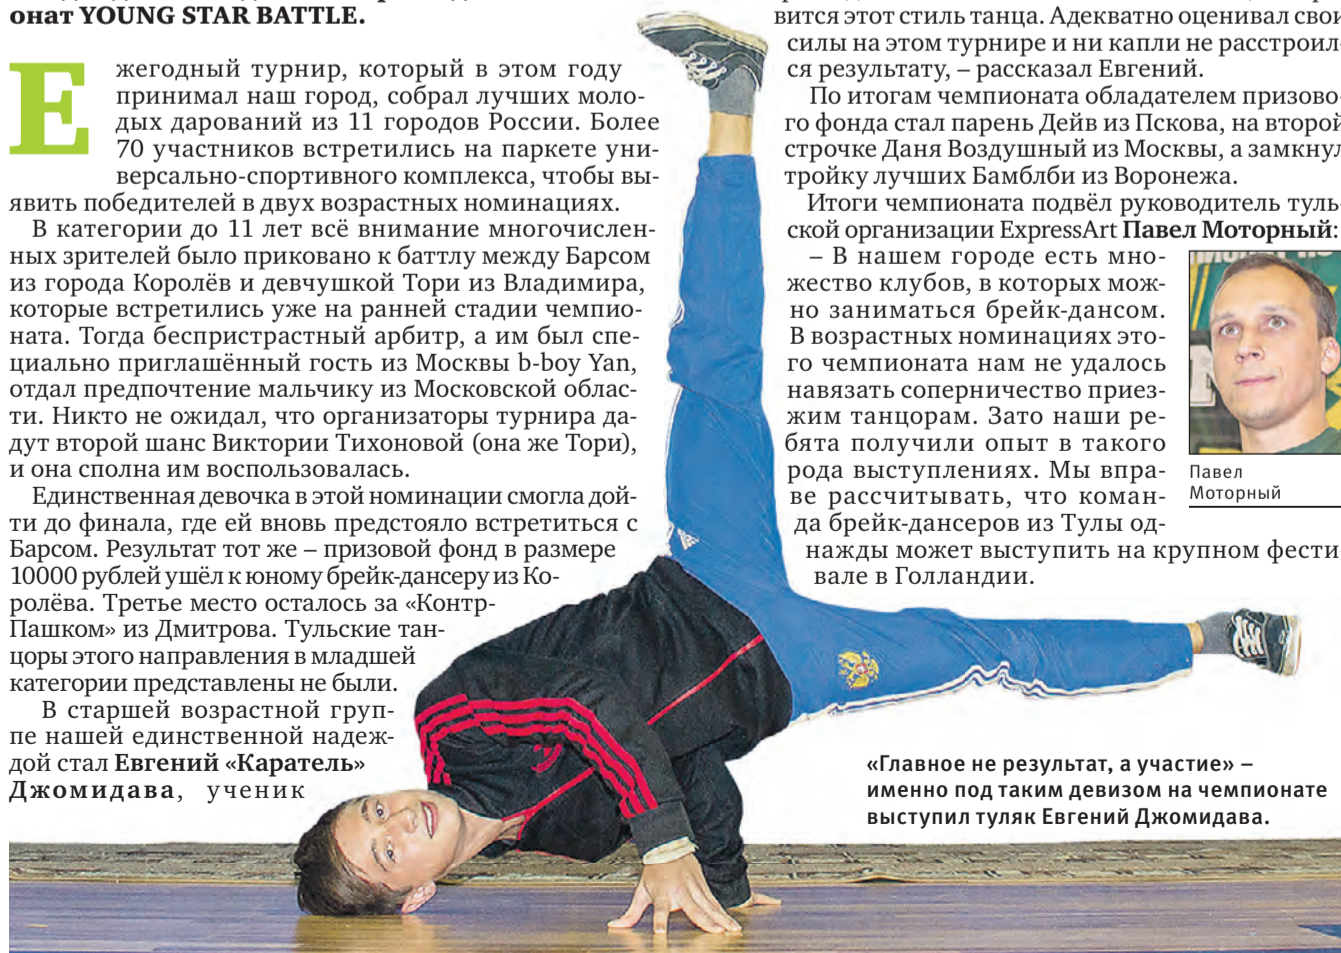 онат YOUNG STAR BATTLE.
Ежегодный турнир, который в этом году
принимал наш город, собрал лучших моло-
дых дарований из 11 городов России. Более
70 участников встретились на паркете уни-
версально-спортивного комплекса, чтобы вы-
явить победителей в двух возрастных номинациях.
В категории до 11 лет всё внимание многочислен-
ных зрителей было приковано к баттлу между Барсом
из города Королёв и девчушкой Тори из Владимира,
которые встретились уже на ранней стадии чемпио-
ната. Тогда беспристрастный арбитр, а им был спе-
циально приглашённый гость из Москвы b-boy Yan,
отдал предпочтение мальчику из Московской облас-
ти. Никто не ожидал, что организаторы турнира да-
дут второй шанс Виктории Тихоновой (она же Тори),
и она сполна им воспользовалась.
Единственная девочка в этой номинации смогла дой-
ти до финала, где ей вновь предстояло встретиться с
Барсом. Результат тот же – призовой фонд в размере
10000 рублей ушёл к юному брейк-дансеру из Ко-
ролёва. Третье место осталось за «Контр-
Пашком» из Дмитрова. Тульские тан-
цоры этого направления в младшей
категории представлены не были.
В старшей возрастной груп-
пе нашей единственной надеж-
дой стал Евгений «Каратель»
Джомидава, ученик
вится этот стиль танца. Адекватно оценивал свои
силы на этом турнире и ни капли не расстроил-
ся результату, – рассказал Евгений.
По итогам чемпионата обладателем призово-
го фонда стал парень Дейв из Пскова, на второй
строчке Даня Воздушный из Москвы, а замкнул
тройку лучших Бамблби из Воронежа.
Итоги чемпионата подвёл руководитель туль-
ской организации ExpressArt Павел Моторный:
– В нашем городе есть мно-
жество клубов, в которых мож-
но заниматься брейк-дансом.
В возрастных номинациях это-
го чемпионата нам не удалось
навязать соперничество приез-
жим танцорам. Зато наши ре-
бята получили опыт в такого
рода выступлениях. Мы впра-
ве рассчитывать, что коман-
да брейк-дансеров из Тулы од-
нажды может выступить на крупном фести-
вале в Голландии.
Павел
Моторный
«Главное не результат, а участие» –
именно под таким девизом на чемпионате
выступил туляк Евгений Джомидава.